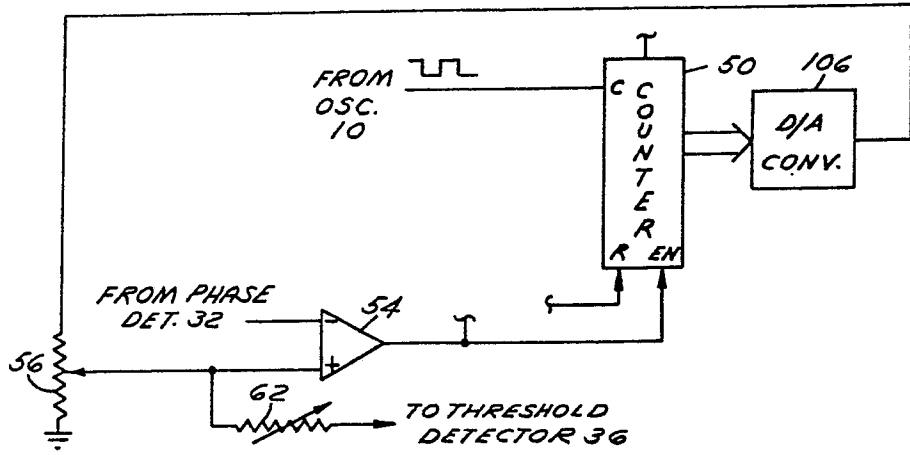 50
106
FROM
OSC.
10
C
COUNTER
D/A
CONV.
R
EN
FROM PHASE
DET. 32
54
-
+
56
62
TO THRESHOLD
DETECTOR 36